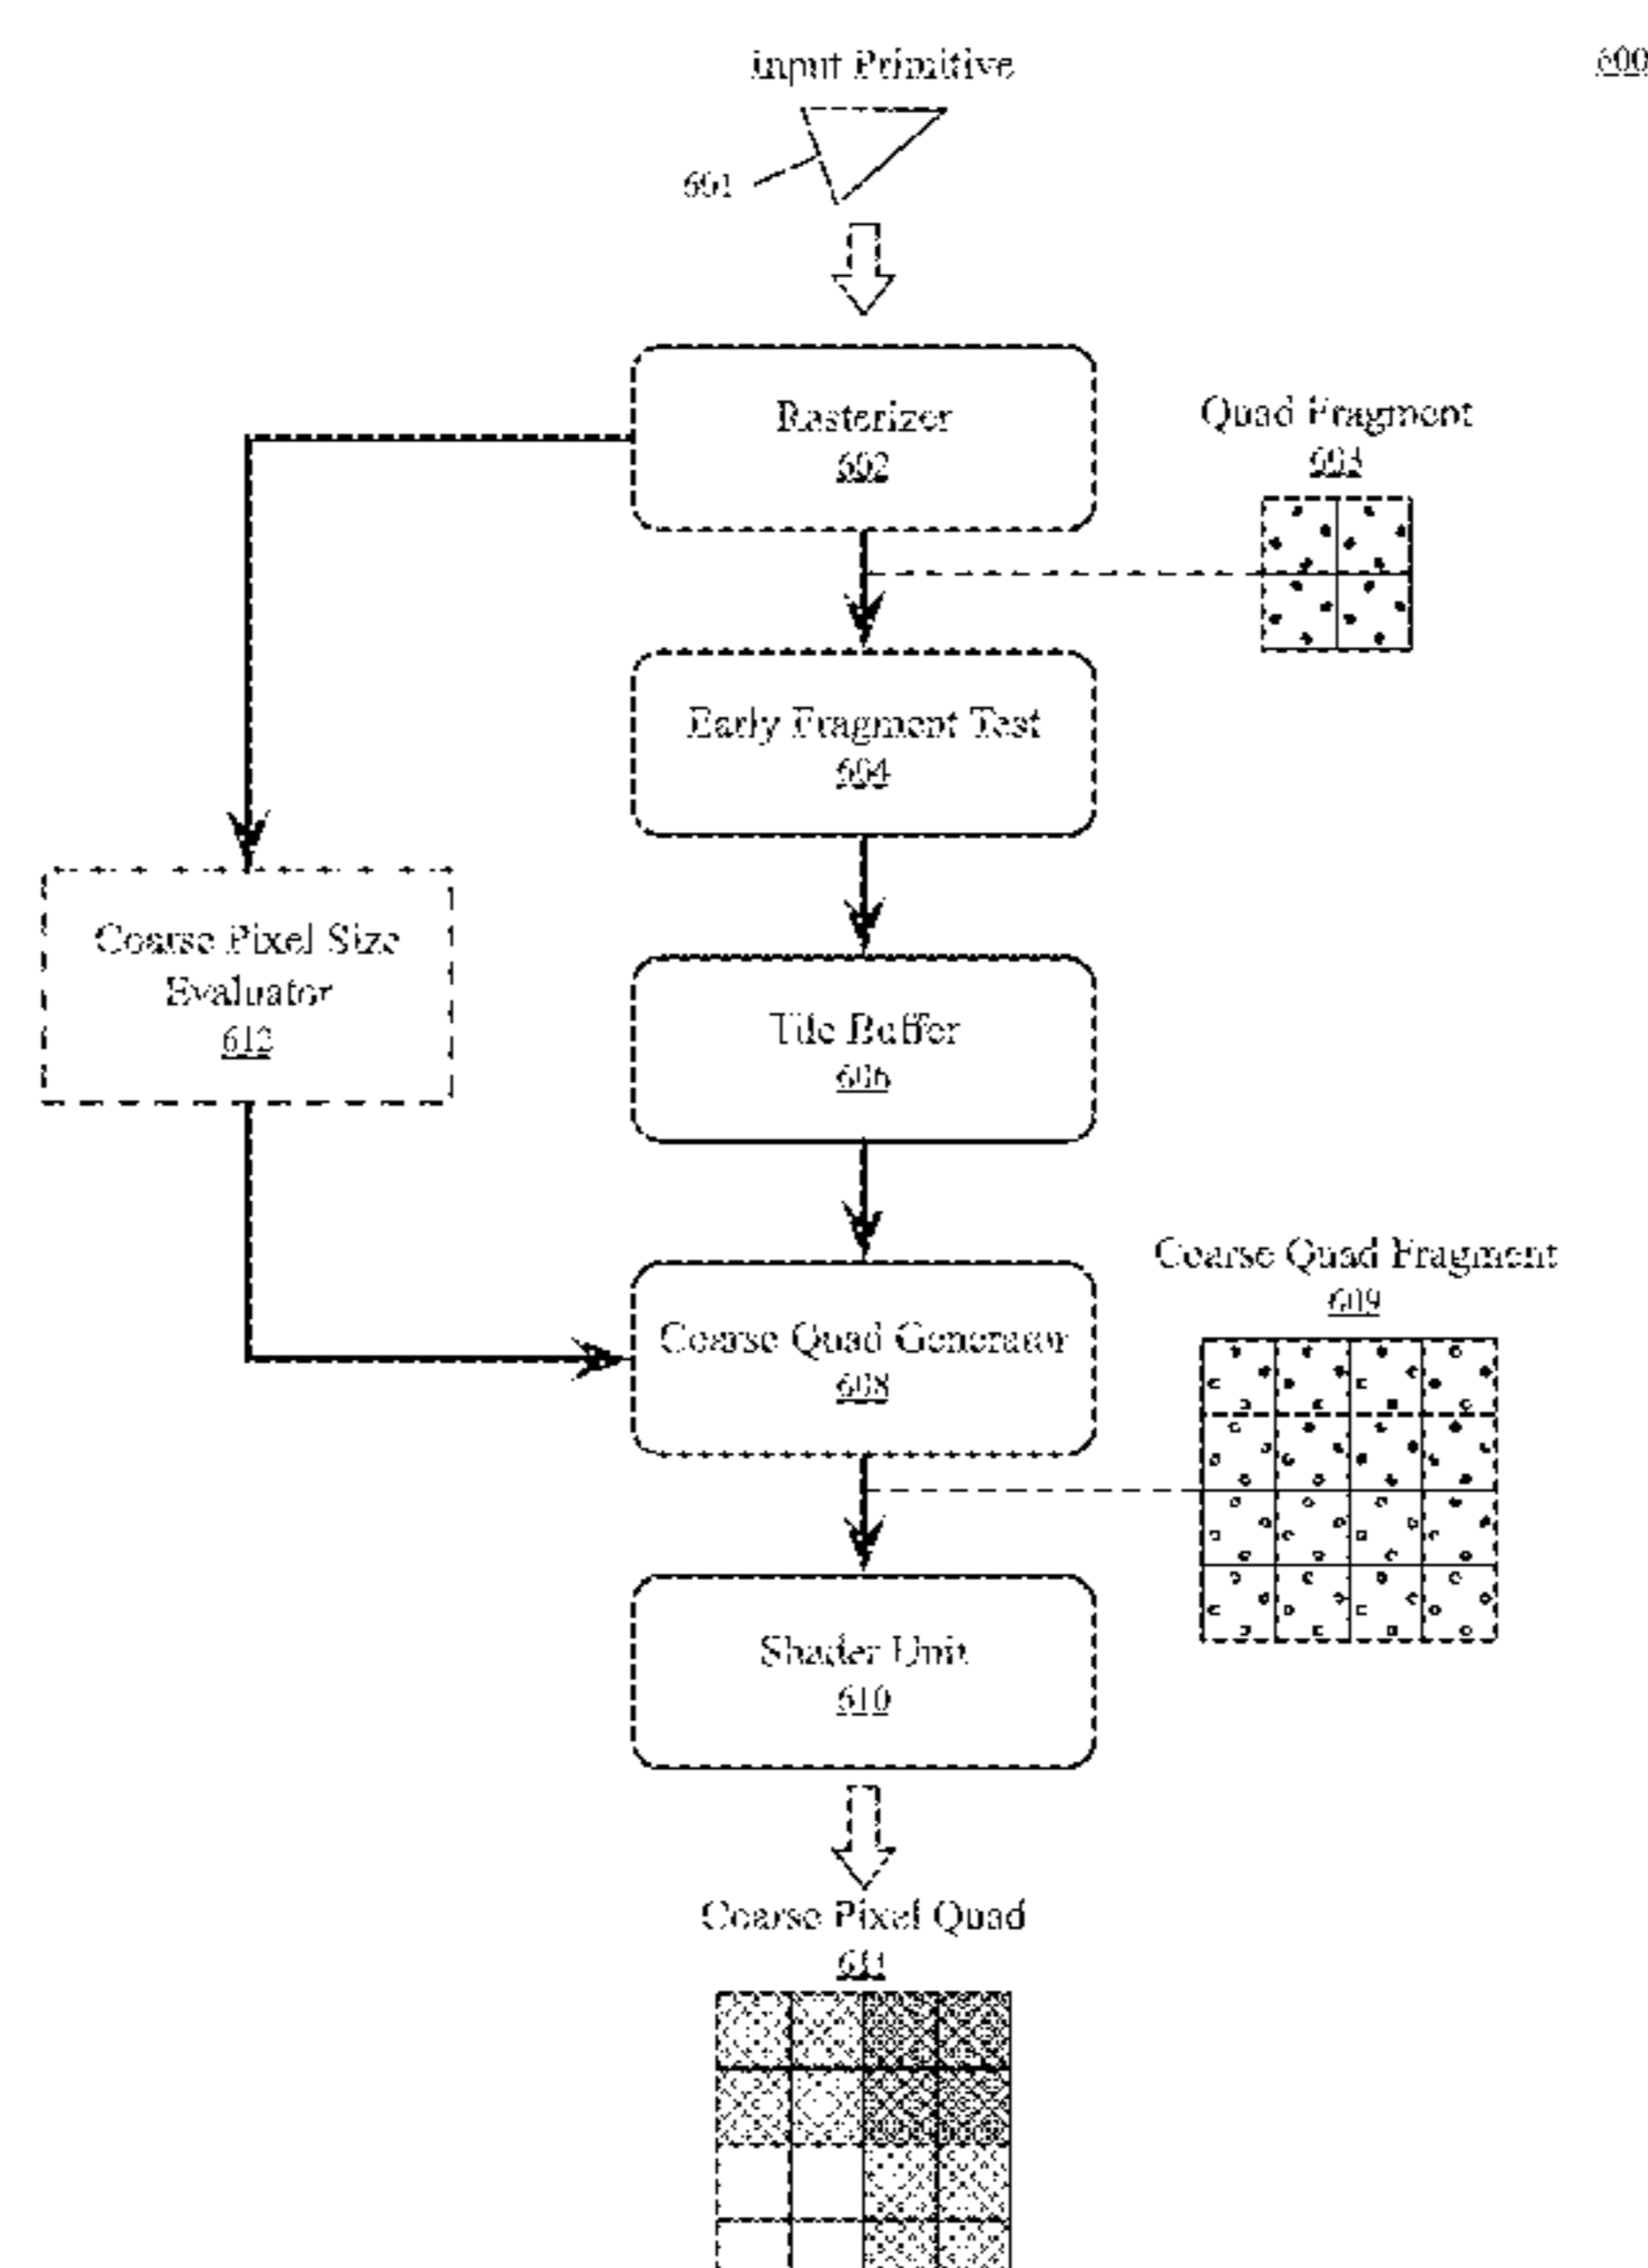 600
input Primitive
601
Rasterizer
602
Quad Fragment
603
Early Fragment Test
604
Coarse Pixel Size
Evaluator
612
Tile Buffer
606
Coarse Quad Generator
608
Coarse Quad Fragment
609
Shader Unit
610
Coarse Pixel Quad
611